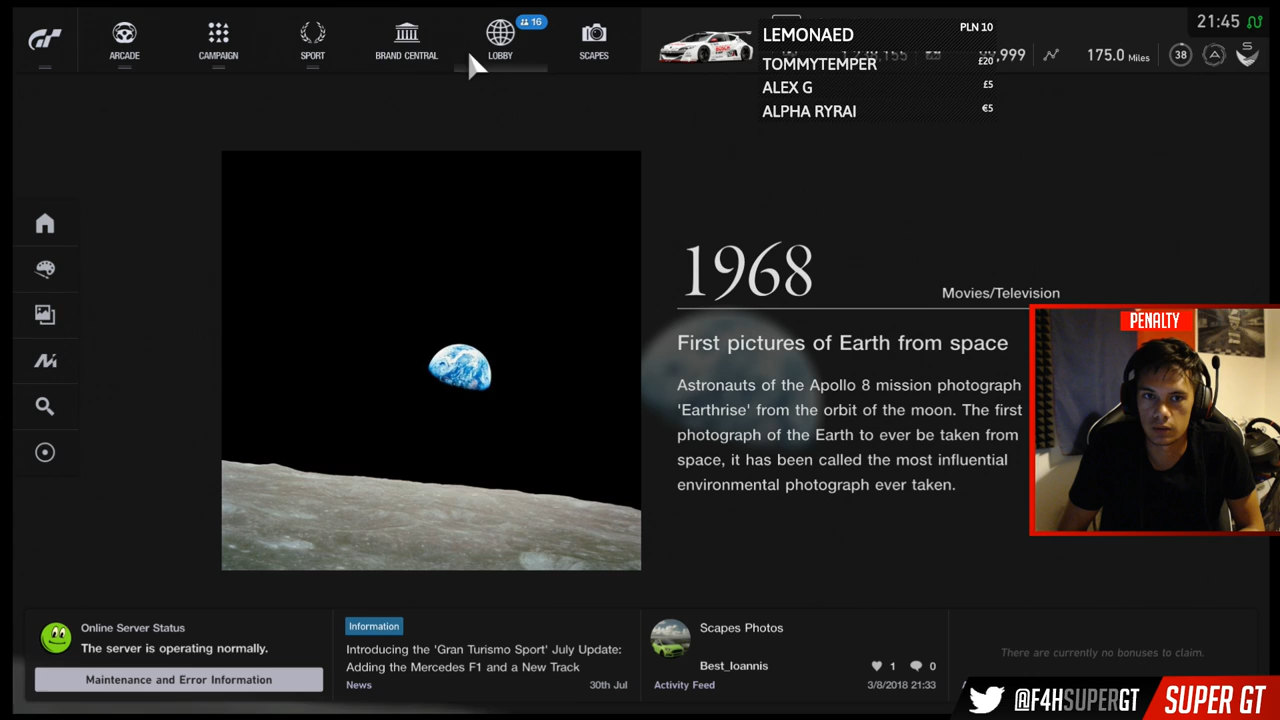 ARCADE
CAMPAIGN
SPORT
BRAND CENTRAL
LOBBY
16
SCAPES
LEMONAED PLN 10
TOMMYTEMPER £20
ALEX G £5
ALPHA RYRAI €5
,999
175.0 Miles
38
S
21:45
1968
Movies/Television
First pictures of Earth from space
Astronauts of the Apollo 8 mission photograph
'Earthrise' from the orbit of the moon. The first
photograph of the Earth to ever be taken from
space, it has been called the most influential
environmental photograph ever taken.
PENALTY
Online Server Status
The server is operating normally.
Maintenance and Error Information
Information
Introducing the 'Gran Turismo Sport' July Update:
Adding the Mercedes F1 and a New Track
News 30th Jul
Scapes Photos
Best_Ioannis 1 0
Activity Feed 3/8/2018 21:33
There are currently no bonuses to claim.
@F4HSUPERGT
SUPER GT